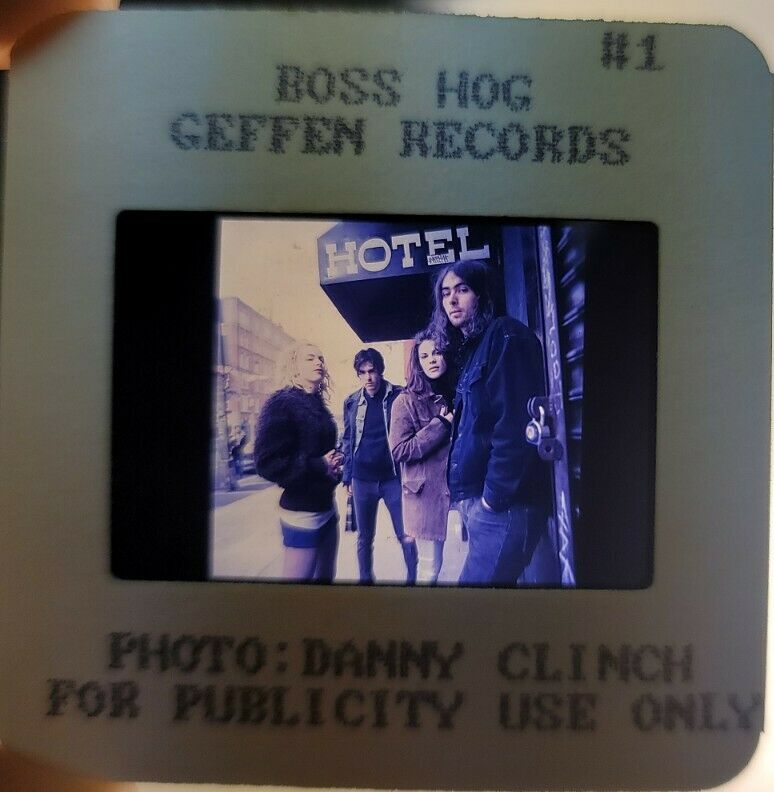 #1
BOSS HOG
GEFFEN RECORDS
HOTEL
PHOTO:DANNY CLINCH
FOR PUBLICITY USE ONLY